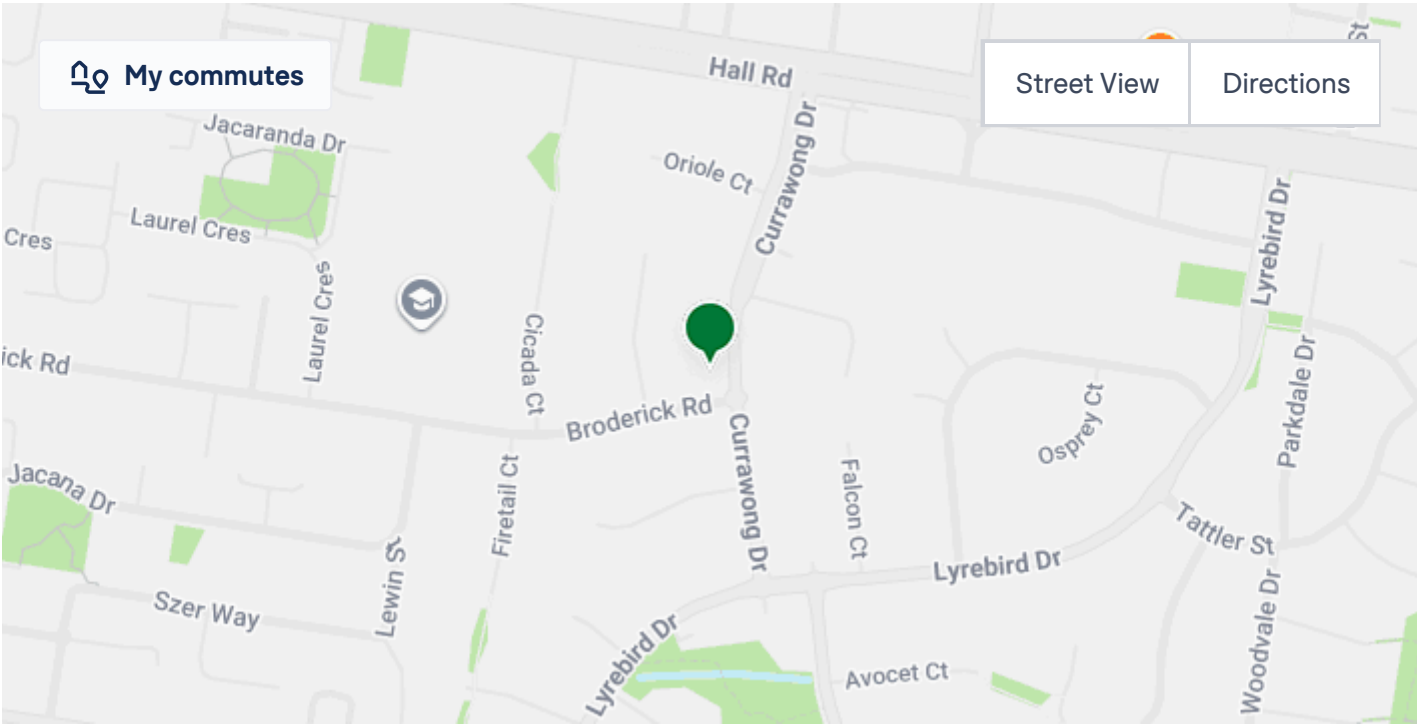 Hall Rd
My commutes
Street View
Directions
St
Jacaranda Dr
Currawong Dr
Oriole Ct
Laurel Cres
Cres
Lyrebird Dr
Laurel Cres
Cicada Ct
ick Rd
Parkdale Dr
Broderick Rd
Osprey Ct
Currawong Dr
Jacana Dr
Firetail Ct
Falcon Ct
Tattler St
Lewin St
Lyrebird Dr
Szer Way
Woodvale Dr
Lyrebird Dr
Avocet Ct